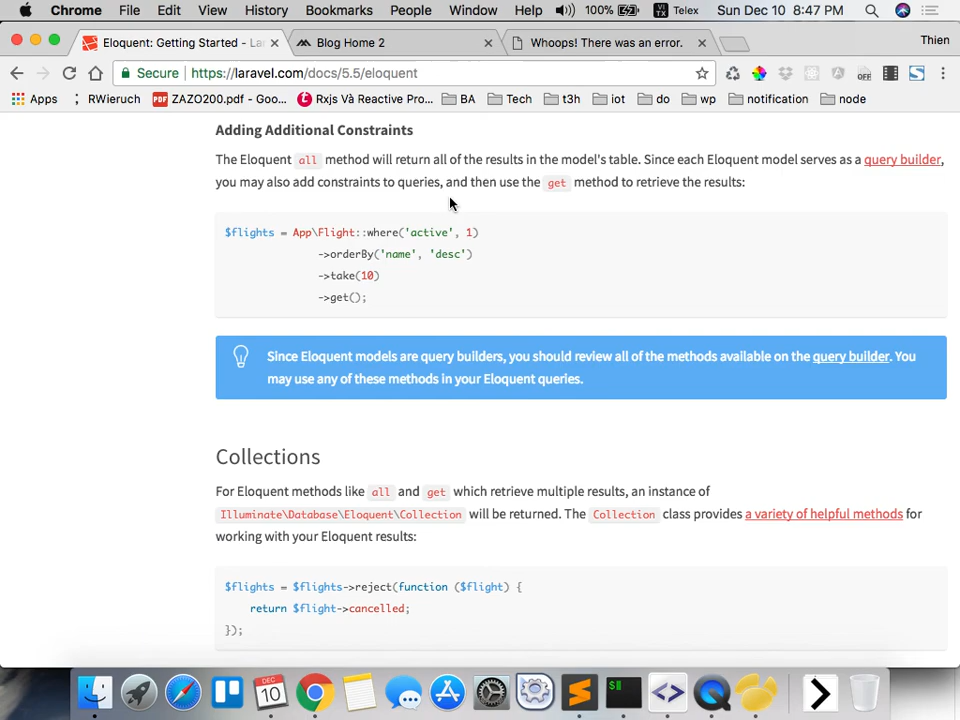 Chrome File Edit View History Bookmarks People Window Help 100% VI TX Telex Sun Dec 10 8:47 PM
Eloquent: Getting Started - La Blog Home 2 Whoops! There was an error. Thien
Secure https://laravel.com/docs/5.5/eloquent OFF
Apps RWieruch PDF ZAZO200.pdf - Goo... Rxjs Và Reactive Pro... BA Tech t3h iot do wp notification node
Adding Additional Constraints
The Eloquent all method will return all of the results in the model's table. Since each Eloquent model serves as a query builder,
you may also add constraints to queries, and then use the get method to retrieve the results:
$flights = App\Flight::where('active', 1)
->orderBy('name', 'desc')
->take(10)
->get();
Since Eloquent models are query builders, you should review all of the methods available on the query builder. You
may use any of these methods in your Eloquent queries.
Collections
For Eloquent methods like all and get which retrieve multiple results, an instance of
Illuminate\Database\Eloquent\Collection will be returned. The Collection class provides a variety of helpful methods for
working with your Eloquent results:
$flights = $flights->reject(function ($flight) {
return $flight->cancelled;
});
DEC
10